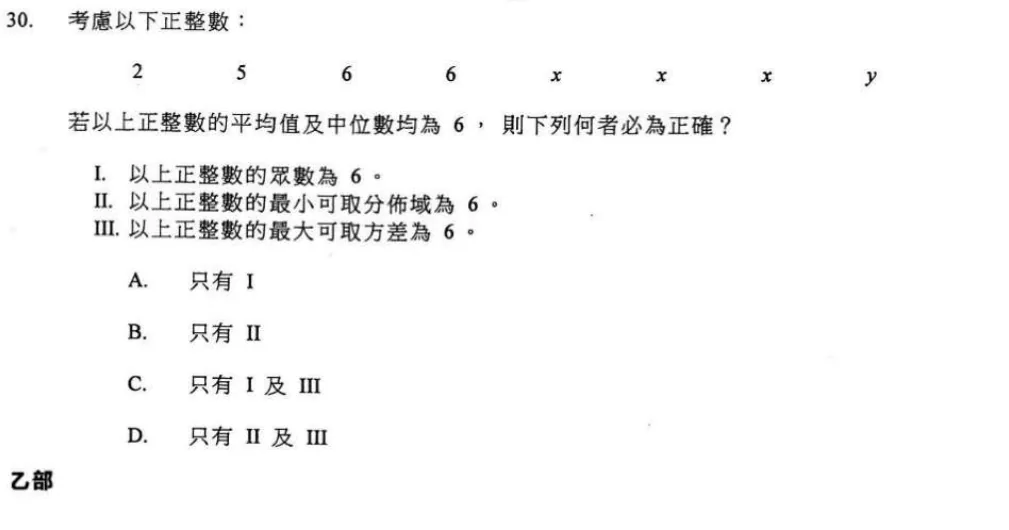 30. 考慮以下正整數：
2 5 6 6 x x x y
若以上正整數的平均值及中位數均為 6 ， 則下列何者必為正確？
I. 以上正整數的眾數為 6 。
II. 以上正整數的最小可取分佈域為 6 。
III. 以上正整數的最大可取方差為 6 。
A. 只有 I
B. 只有 II
C. 只有 I 及 III
D. 只有 II 及 III
乙部